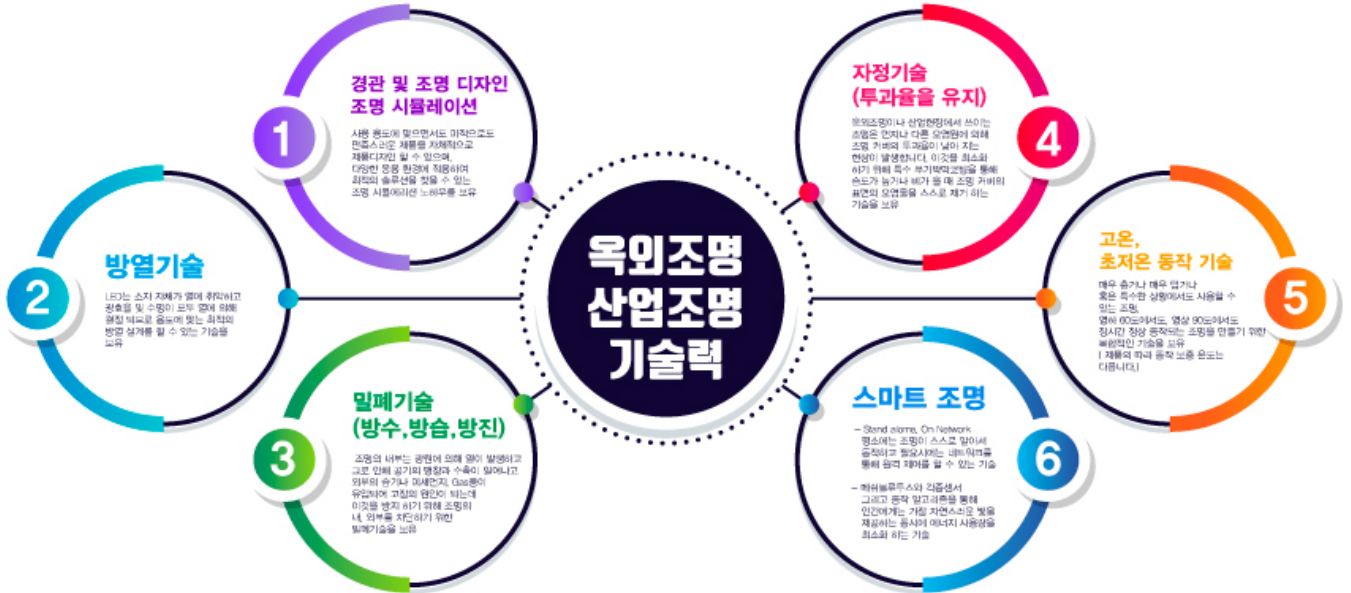 옥외조명
산업조명
기술력
1
경관 및 조명 디자인
조명 시뮬레이션
사용 용도에 맞으면서도 미적으로도
만족스러운 제품을 자체적으로
제품디자인 할 수 있으며,
다양한 응용 환경에 적용하여
최적의 솔루션을 찾을 수 있는
조명 시뮬레이션 노하우를 보유
2
방열기술
LED는 소자 자체가 열에 취약하고
광효율 및 수명이 모두 열에 의해
결정 되므로 용도에 맞는 최적의
방열 설계를 할 수 있는 기술을
보유
3
밀폐기술
(방수,방습,방진)
조명의 내부는 광원에 의해 열이 발생하고
그로 인해 공기의 팽창과 수축이 일어나고
외부의 습기나 미세먼지, Gas등이
유입되어 고장의 원인이 되는데
이것을 방지 하기 위해 조명의
내, 외부를 차단하기 위한
밀폐기술을 보유
4
자정기술
(투과율을 유지)
옥외조명이나 산업현장에서 쓰이는
조명은 먼지나 다른 오염원에 의해
조명 커버의 투과율이 낮아 지는
현상이 발생합니다. 이것을 최소화
하기 위해 특수 무기박막코팅을 통해
습도가 높거나 비가 올 때 조명 커버의
표면의 오염물을 스스로 제거 하는
기술을 보유
5
고온,
초저온 동작 기술
매우 춥거나 매우 덥거나
혹은 특수한 상황에서도 사용할 수
있는 조명,
영하 60도에서도, 영상 90도에서도
장시간 정상 동작되는 조명을 만들기 위한
복합적인 기술을 보유
( 제품의 따라 동작 보증 온도는
다릅니다.)
6
스마트 조명
– Stand alome, On Network
평소에는 조명이 스스로 알아서
동작하고 필요시에는 네트워크를
통해 원격 제어를 할 수 있는 기술
– 메쉬블루투스와 각종센서
그리고 동작 알고리즘을 통해
인간에게는 가장 자연스러운 빛을
제공하는 동시에 에너지 사용량을
최소화 하는 기술